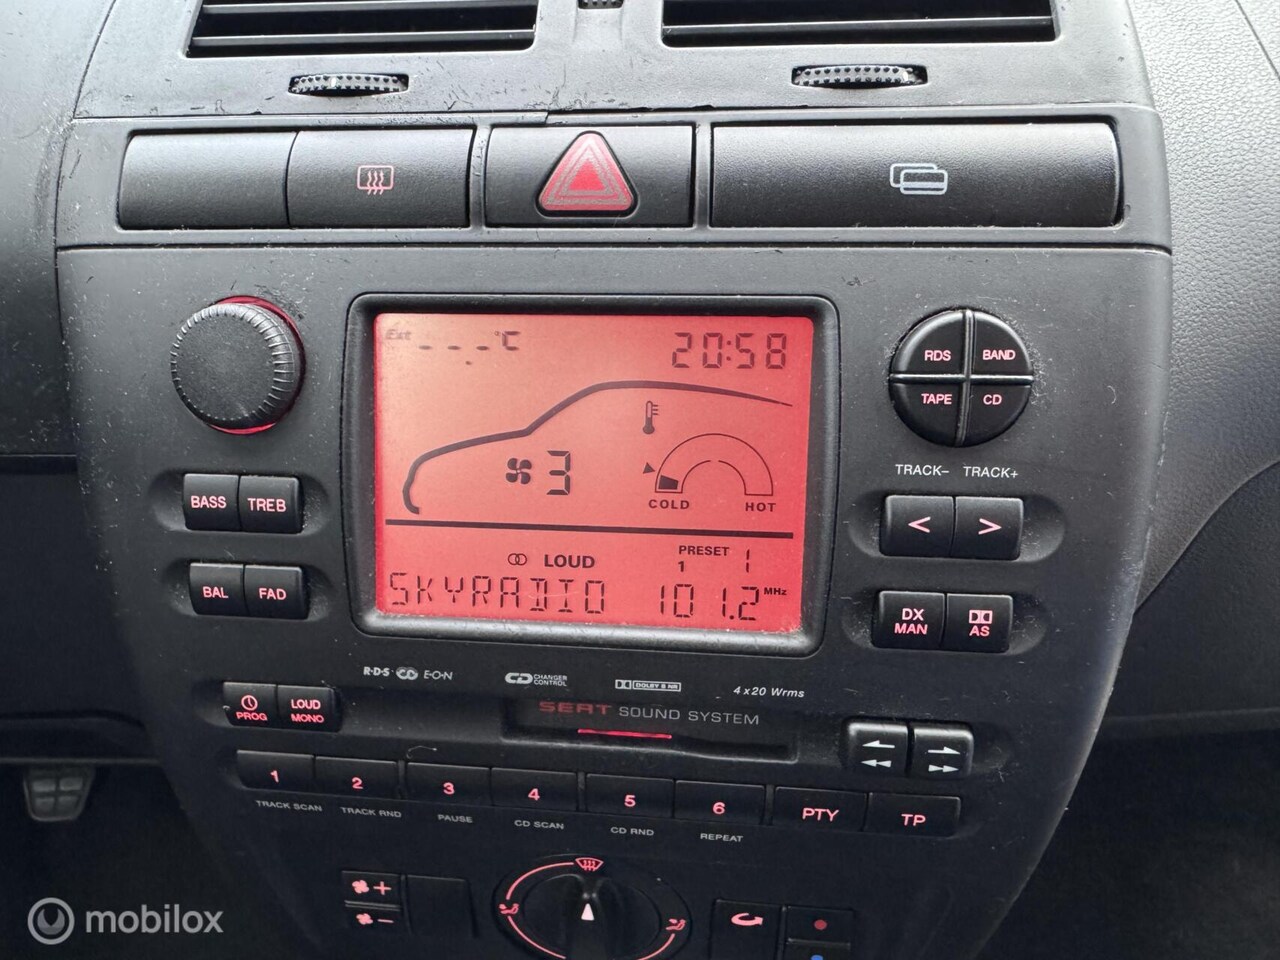 Ext _ _ _°C 20:58
3
COLD HOT
LOUD PRESET
1 1
SKYRADIO 101.2 MHz
RDS BAND
TAPE CD
TRACK- TRACK+
< >
BASS TREB
BAL FAD
DX MAN
AS
R·D·S E·O·N CD CHANGER CONTROL DOLBY B NR 4 x 20 Wrms
PROG
LOUD MONO
SEAT SOUND SYSTEM
1 2 3 4 5 6 PTY TP
TRACK SCAN TRACK RND PAUSE CD SCAN CD RND REPEAT
+
-
mobilox